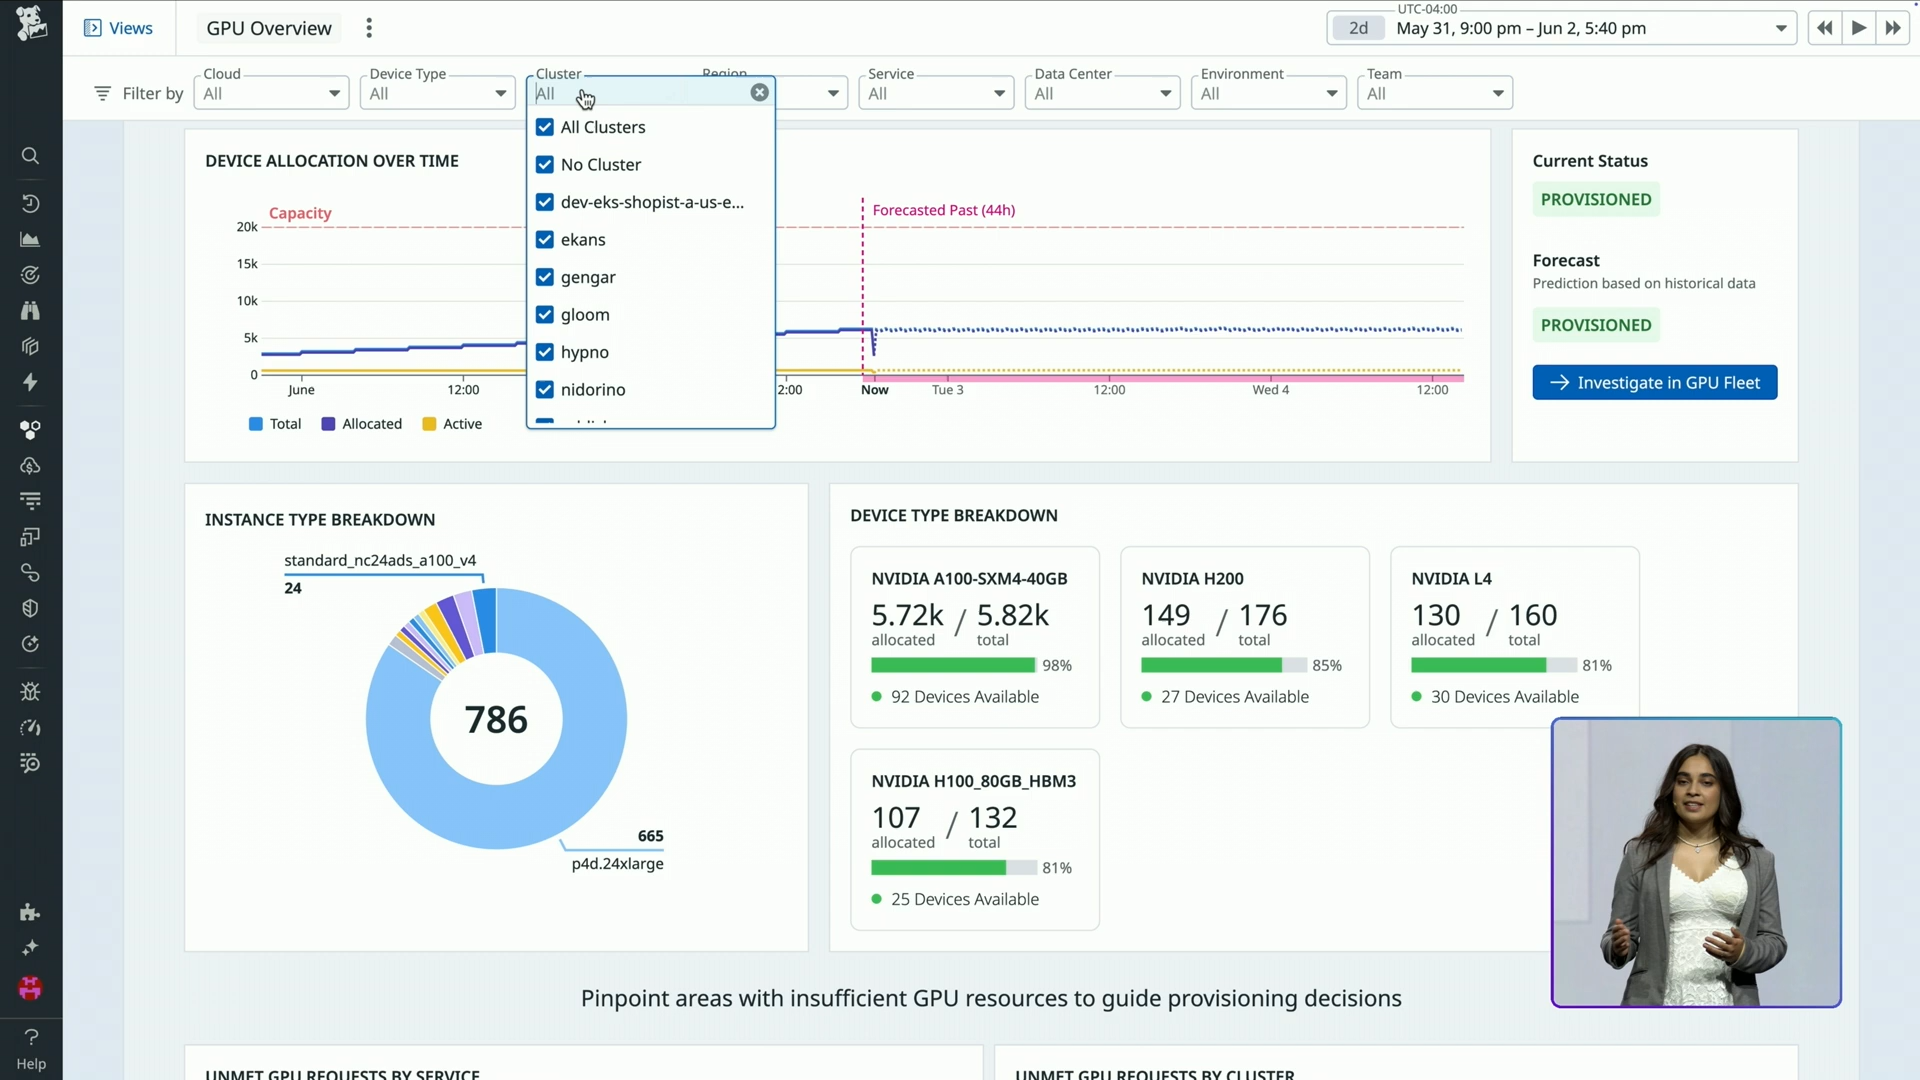 Views
GPU Overview
UTC-04:00
2d
May 31, 9:00 pm – Jun 2, 5:40 pm
Filter by
Cloud
All
Device Type
All
Cluster
All
Region
Service
All
Data Center
All
Environment
All
Team
All
All Clusters
No Cluster
dev-eks-shopist-a-us-e...
ekans
gengar
gloom
hypno
nidorino
DEVICE ALLOCATION OVER TIME
Capacity
Forecasted Past (44h)
20k
15k
10k
5k
0
June
12:00
2:00
Now
Tue 3
12:00
Wed 4
12:00
Total
Allocated
Active
Current Status
PROVISIONED
Forecast
Prediction based on historical data
PROVISIONED
Investigate in GPU Fleet
INSTANCE TYPE BREAKDOWN
standard_nc24ads_a100_v4
24
786
665
p4d.24xlarge
DEVICE TYPE BREAKDOWN
NVIDIA A100-SXM4-40GB
5.72k / 5.82k
allocated total
98%
92 Devices Available
NVIDIA H200
149 / 176
allocated total
85%
27 Devices Available
NVIDIA L4
130 / 160
allocated total
81%
30 Devices Available
NVIDIA H100_80GB_HBM3
107 / 132
allocated total
81%
25 Devices Available
Pinpoint areas with insufficient GPU resources to guide provisioning decisions
UNMET GPU REQUESTS BY SERVICE
UNMET GPU REQUESTS BY CLUSTER
Help